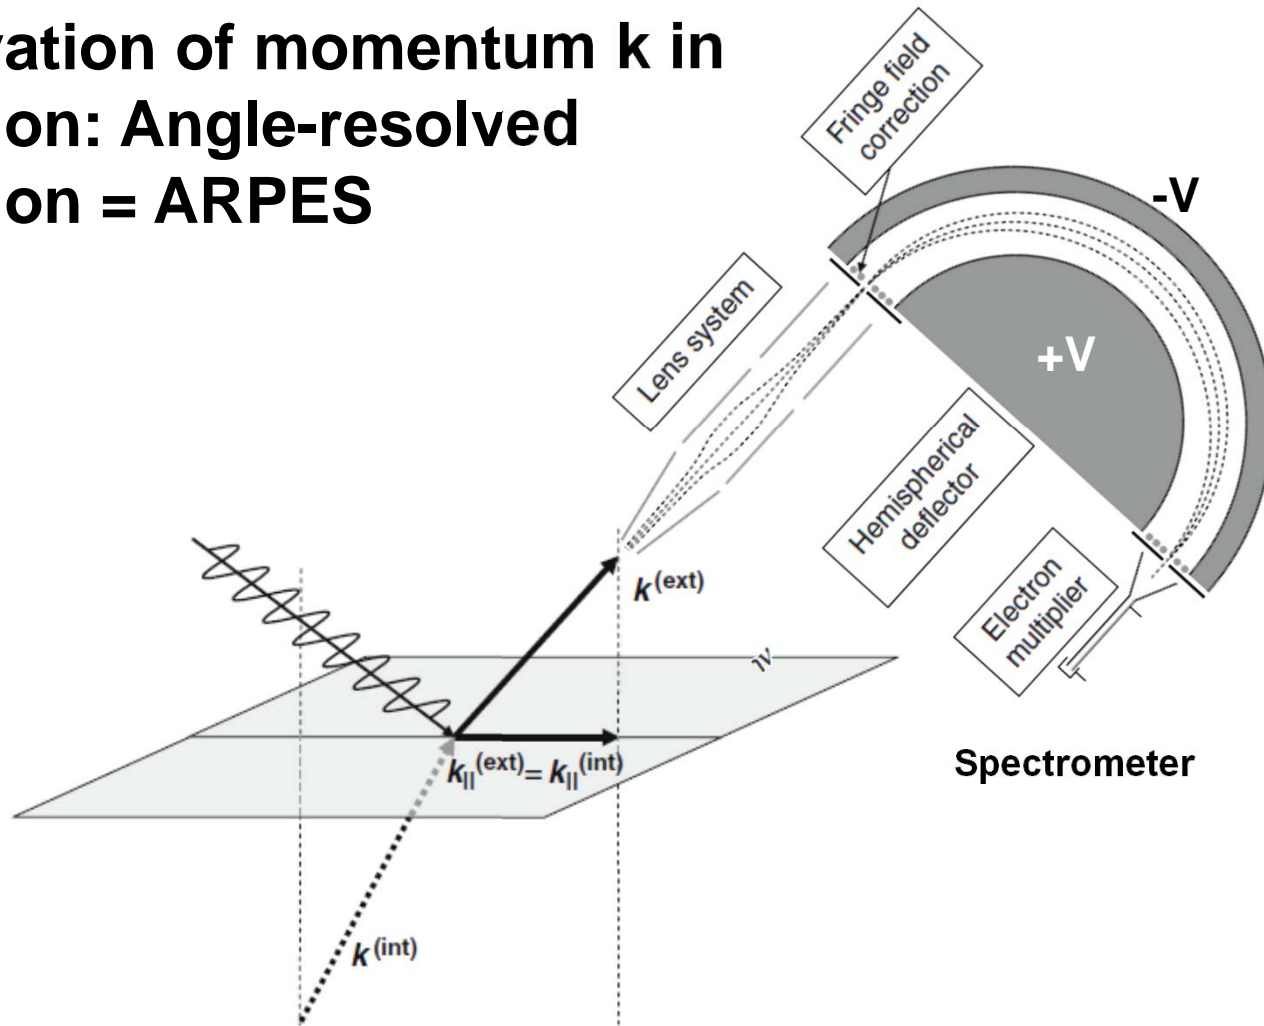 vation of momentum k in
on: Angle-resolved
on = ARPES
Fringe field
correction
-V
Lens system
+V
Hemispherical
deflector
Electron
multiplier
k(ext)
k||(ext)= k||(int)
Spectrometer
k(int)